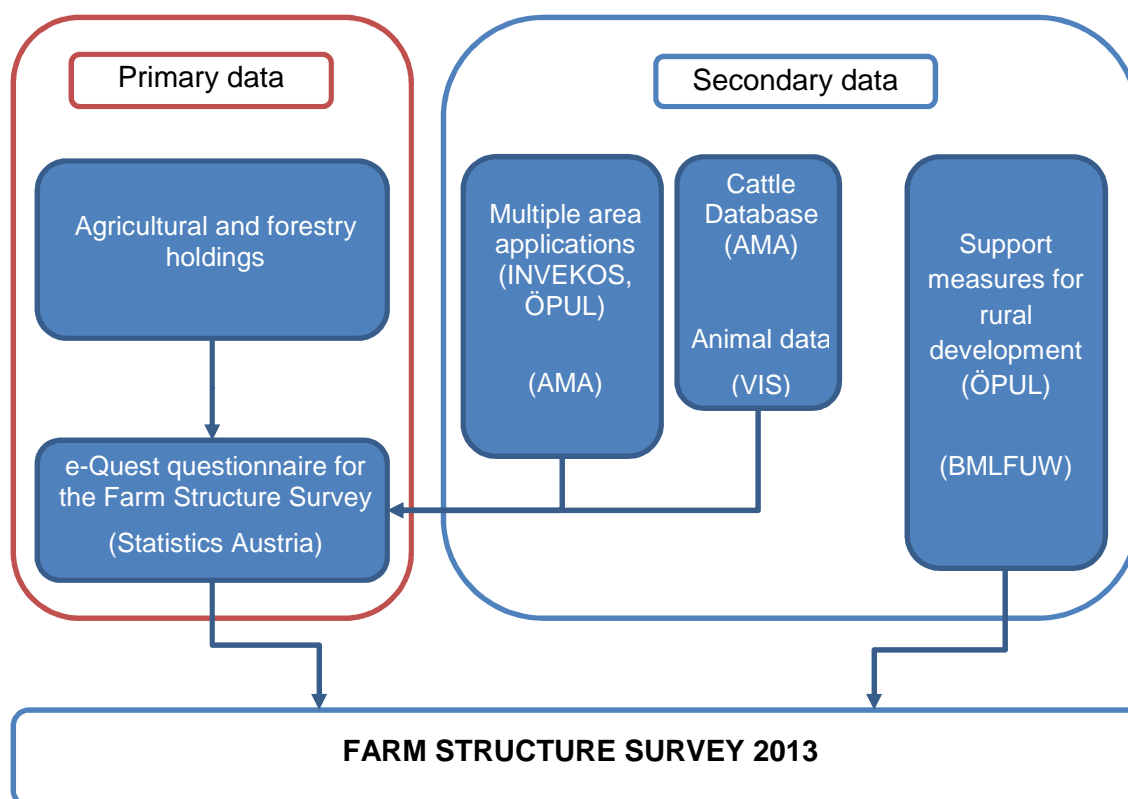 Primary data
Agricultural and forestry
holdings
e-Quest questionnaire for
the Farm Structure Survey
(Statistics Austria)
Secondary data
Multiple area
applications
(INVEKOS,
ÖPUL)
(AMA)
Cattle
Database
(AMA)
Animal data
(VIS)
Support
measures for
rural
development
(ÖPUL)
(BMLFUW)
FARM STRUCTURE SURVEY 2013